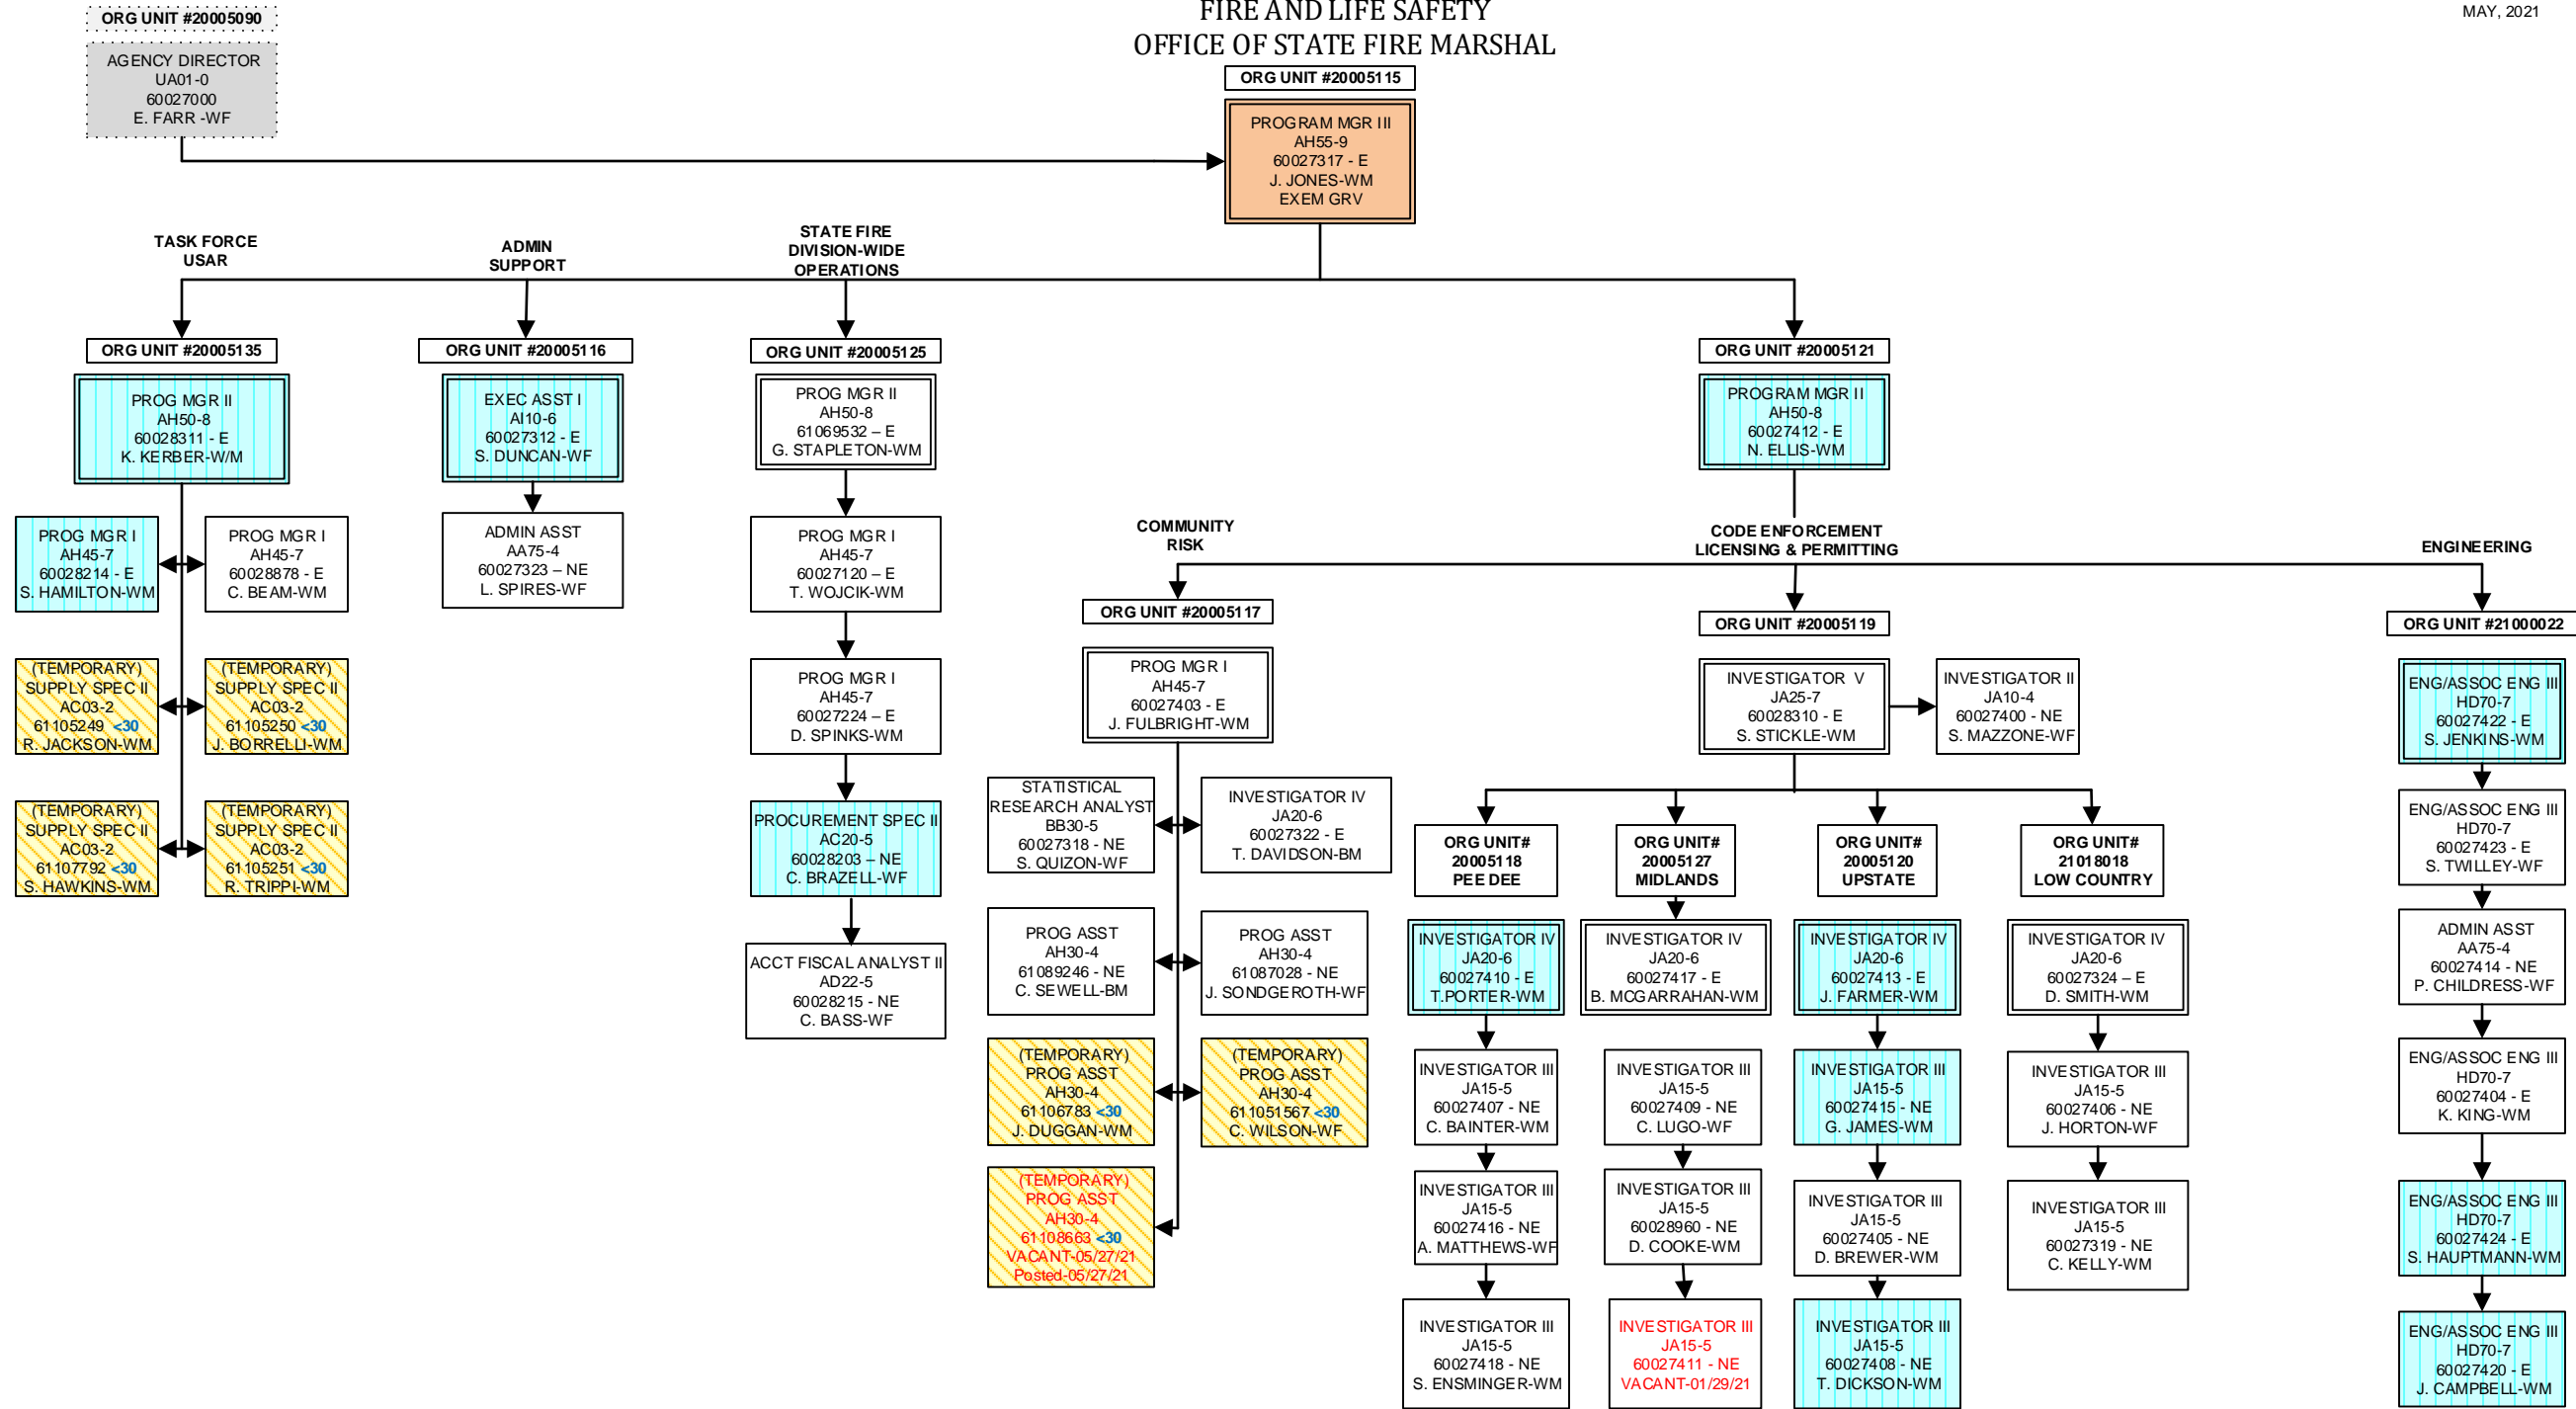 ORG UNIT #20005090
AGENCY DIRECTOR
UA01-0
60027000
E. FARR -WF
FIRE AND LIFE SAFETY
OFFICE OF STATE FIRE MARSHAL
MAY, 2021
ORG UNIT #20005115
PROGRAM MGR III
AH55-9
60027317 - E
J. JONES-WM
EXEM GRV
TASK FORCE
USAR
ADMIN
SUPPORT
STATE FIRE
DIVISION-WIDE
OPERATIONS
ORG UNIT #20005135
PROG MGR II
AH50-8
60028311 - E
K. KERBER-W/M
PROG MGR I
AH45-7
60028214 - E
S. HAMILTON-WM
PROG MGR I
AH45-7
60028878 - E
C. BEAM-WM
(TEMPORARY)
SUPPLY SPEC II
AC03-2
61105249 <30
R. JACKSON-WM
(TEMPORARY)
SUPPLY SPEC II
AC03-2
61105250 <30
J. BORRELLI-WM
(TEMPORARY)
SUPPLY SPEC II
AC03-2
61107792 <30
S. HAWKINS-WM
(TEMPORARY)
SUPPLY SPEC II
AC03-2
61105251 <30
R. TRIPPI-WM
ORG UNIT #20005116
EXEC ASST I
AI10-6
60027312 - E
S. DUNCAN-WF
ADMIN ASST
AA75-4
60027323 – NE
L. SPIRES-WF
ORG UNIT #20005125
PROG MGR II
AH50-8
61069532 – E
G. STAPLETON-WM
PROG MGR I
AH45-7
60027120 – E
T. WOJCIK-WM
PROG MGR I
AH45-7
60027224 – E
D. SPINKS-WM
PROCUREMENT SPEC II
AC20-5
60028203 – NE
C. BRAZELL-WF
ACCT FISCAL ANALYST II
AD22-5
60028215 - NE
C. BASS-WF
ORG UNIT #20005121
PROGRAM MGR II
AH50-8
60027412 - E
N. ELLIS-WM
COMMUNITY
RISK
CODE ENFORCEMENT
LICENSING & PERMITTING
ENGINEERING
ORG UNIT #20005117
PROG MGR I
AH45-7
60027403 - E
J. FULBRIGHT-WM
STATISTICAL
RESEARCH ANALYST
BB30-5
60027318 - NE
S. QUIZON-WF
INVESTIGATOR IV
JA20-6
60027322 - E
T. DAVIDSON-BM
PROG ASST
AH30-4
61089246 - NE
C. SEWELL-BM
PROG ASST
AH30-4
61087028 - NE
J. SONDGEROTH-WF
(TEMPORARY)
PROG ASST
AH30-4
61106783 <30
J. DUGGAN-WM
(TEMPORARY)
PROG ASST
AH30-4
611051567 <30
C. WILSON-WF
(TEMPORARY)
PROG ASST
AH30-4
61108663 <30
VACANT-05/27/21
Posted-05/27/21
ORG UNIT #20005119
INVESTIGATOR V
JA25-7
60028310 - E
S. STICKLE-WM
INVESTIGATOR II
JA10-4
60027400 - NE
S. MAZZONE-WF
ORG UNIT#
20005118
PEE DEE
INVESTIGATOR IV
JA20-6
60027410 - E
T.PORTER-WM
INVESTIGATOR III
JA15-5
60027407 - NE
C. BAINTER-WM
INVESTIGATOR III
JA15-5
60027416 - NE
A. MATTHEWS-WF
INVESTIGATOR III
JA15-5
60027418 - NE
S. ENSMINGER-WM
ORG UNIT#
20005127
MIDLANDS
INVESTIGATOR IV
JA20-6
60027417 - E
B. MCGARRAHAN-WM
INVESTIGATOR III
JA15-5
60027409 - NE
C. LUGO-WF
INVESTIGATOR III
JA15-5
60028960 - NE
D. COOKE-WM
INVESTIGATOR III
JA15-5
60027411 - NE
VACANT-01/29/21
ORG UNIT#
20005120
UPSTATE
INVESTIGATOR IV
JA20-6
60027413 - E
J. FARMER-WM
INVESTIGATOR III
JA15-5
60027415 - NE
G. JAMES-WM
INVESTIGATOR III
JA15-5
60027405 - NE
D. BREWER-WM
INVESTIGATOR III
JA15-5
60027408 - NE
T. DICKSON-WM
ORG UNIT#
21018018
LOW COUNTRY
INVESTIGATOR IV
JA20-6
60027324 – E
D. SMITH-WM
INVESTIGATOR III
JA15-5
60027406 - NE
J. HORTON-WF
INVESTIGATOR III
JA15-5
60027319 - NE
C. KELLY-WM
ORG UNIT #21000022
ENG/ASSOC ENG III
HD70-7
60027422 - E
S. JENKINS-WM
ENG/ASSOC ENG III
HD70-7
60027423 - E
S. TWILLEY-WF
ADMIN ASST
AA75-4
60027414 - NE
P. CHILDRESS-WF
ENG/ASSOC ENG III
HD70-7
60027404 - E
K. KING-WM
ENG/ASSOC ENG III
HD70-7
60027424 - E
S. HAUPTMANN-WM
ENG/ASSOC ENG III
HD70-7
60027420 - E
J. CAMPBELL-WM